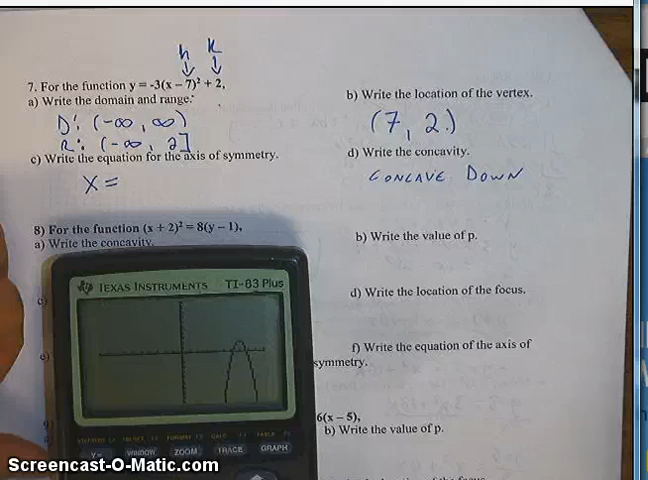 h k
7. For the function y = -3(x – 7)² + 2,
a) Write the domain and range.
b) Write the location of the vertex.
D: (-∞, ∞)
(7, 2)
R: (-∞, 2]
c) Write the equation for the axis of symmetry.
d) Write the concavity.
X =
CONCAVE DOWN
8) For the function (x + 2)² = 8(y – 1),
a) Write the concavity.
b) Write the value of p.
c)
d) Write the location of the focus.
e)
f) Write the equation of the axis of
symmetry.
9)
6(x – 5),
b) Write the value of p.
TEXAS INSTRUMENTS TI-83 Plus
Y= WINDOW ZOOM TRACE GRAPH
Screencast-O-Matic.com